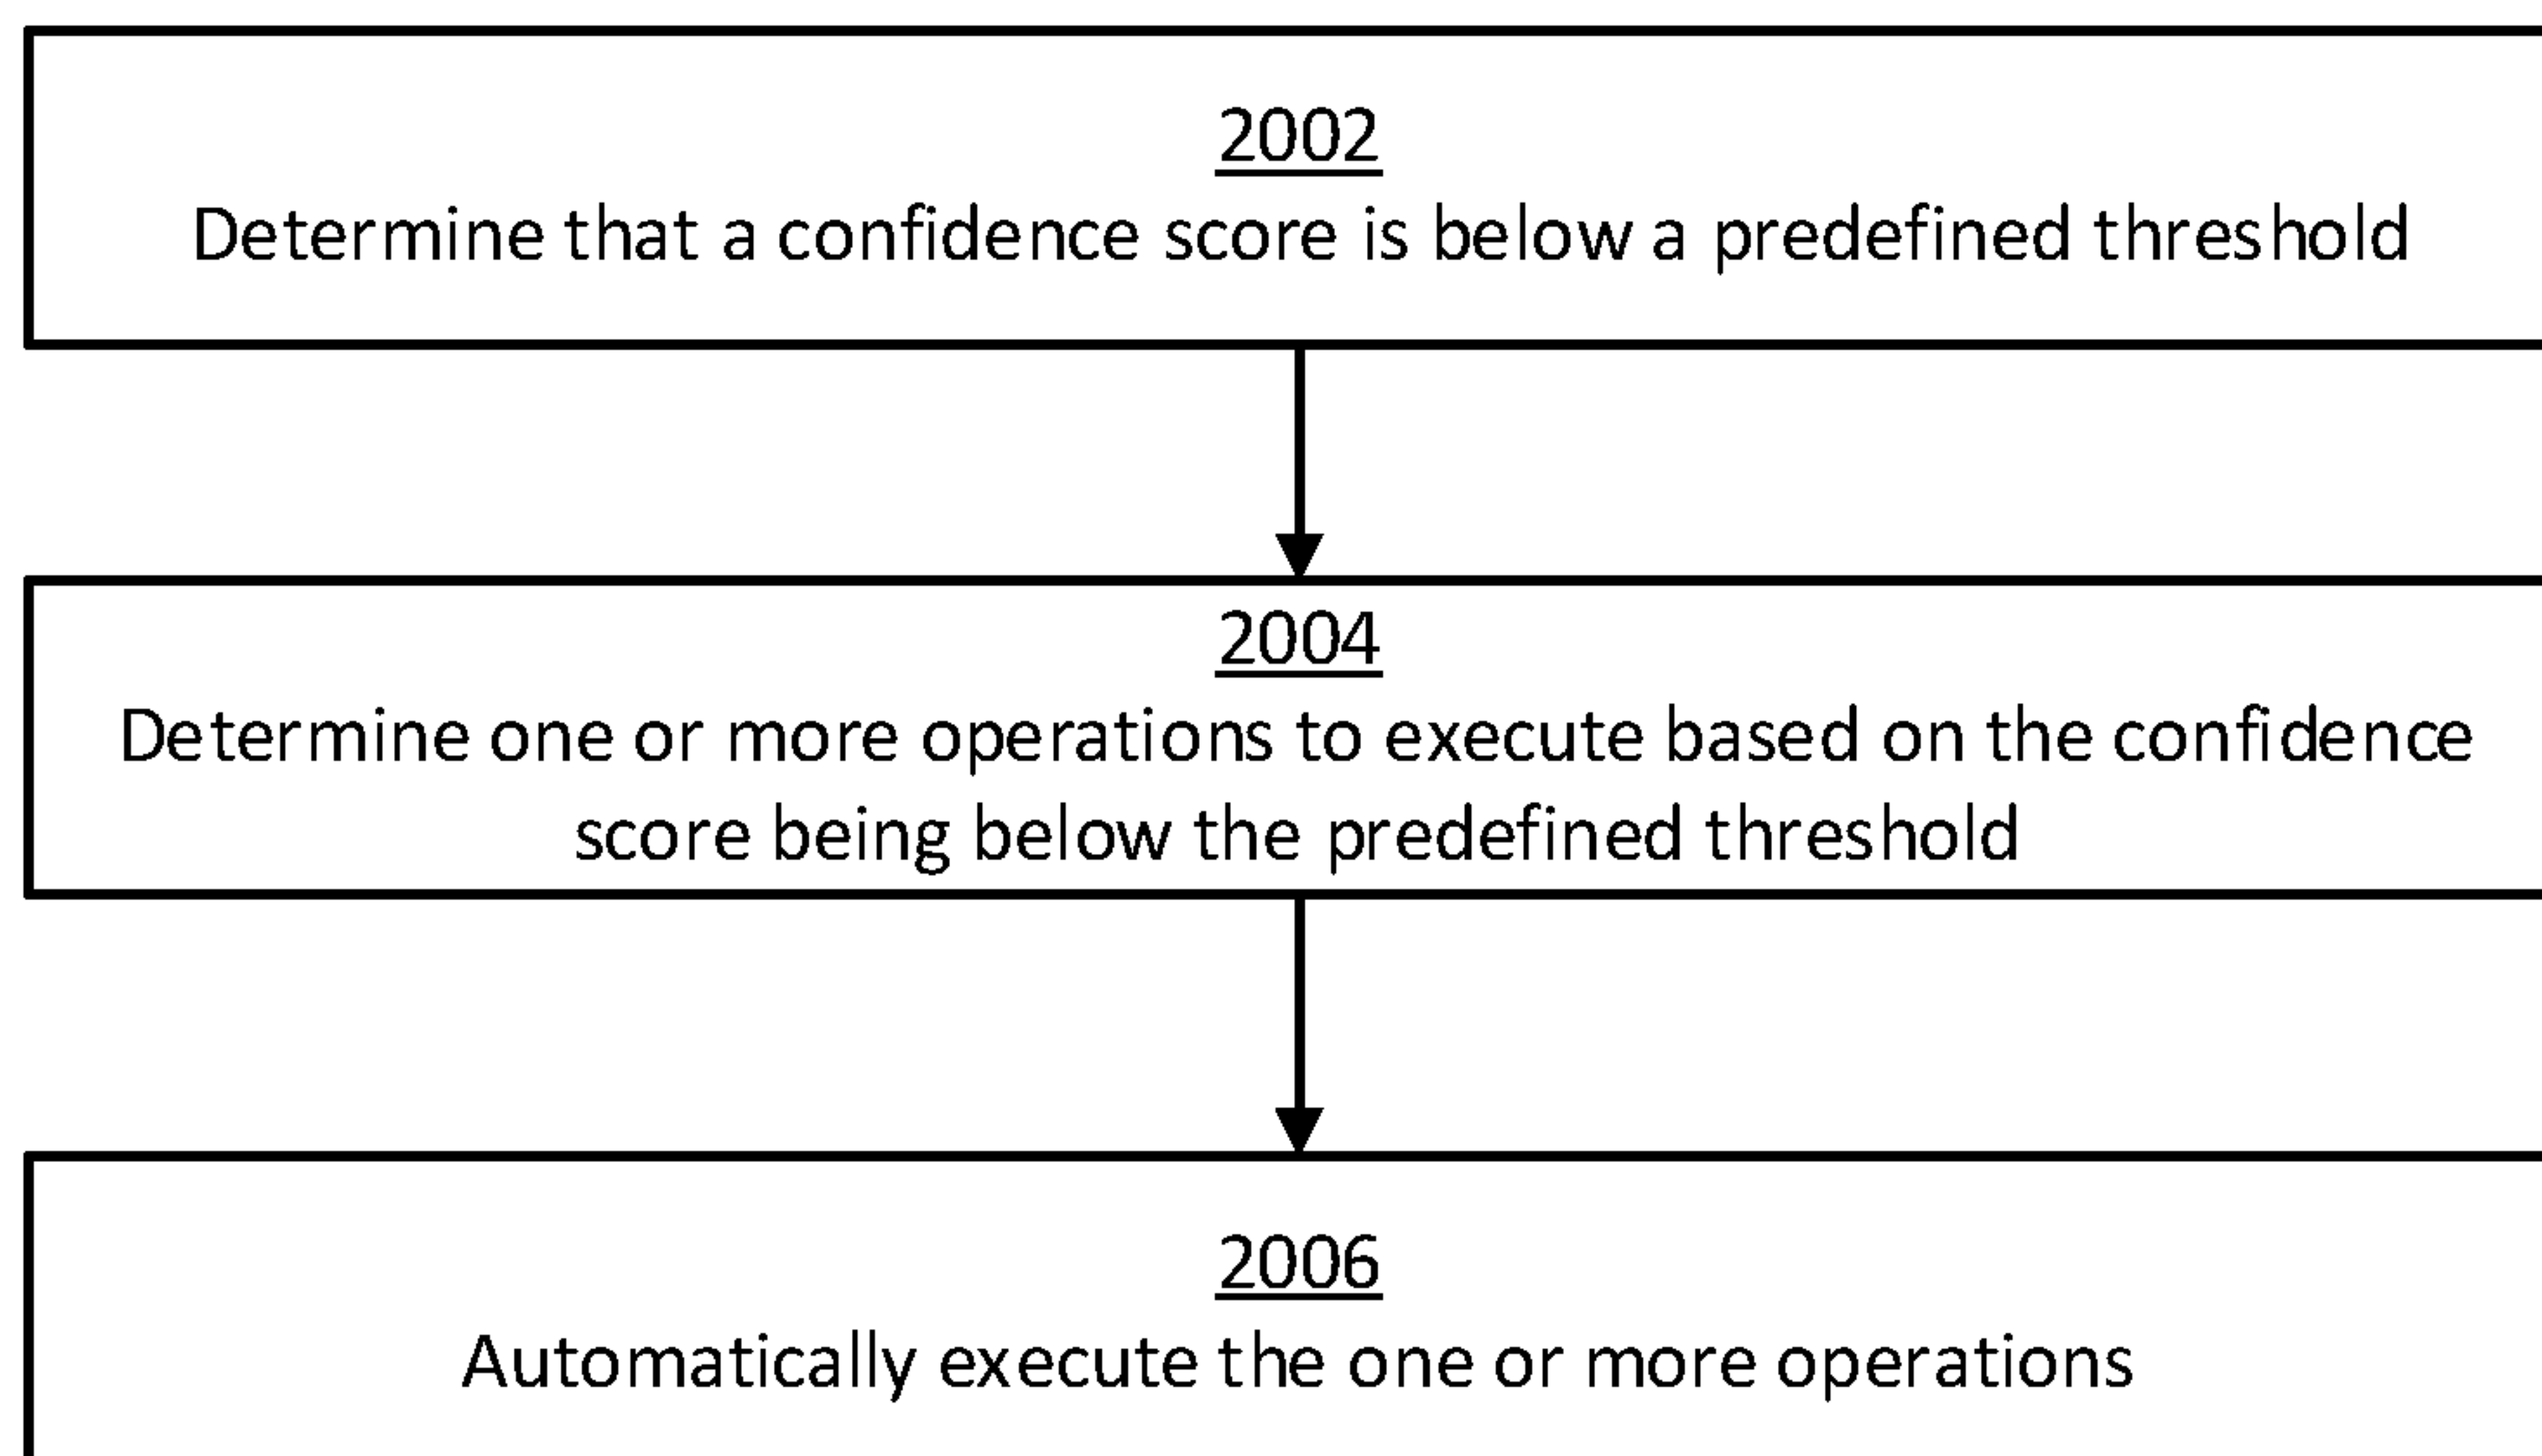 2002
Determine that a confidence score is below a predefined threshold
2004
Determine one or more operations to execute based on the confidence
score being below the predefined threshold
2006
Automatically execute the one or more operations